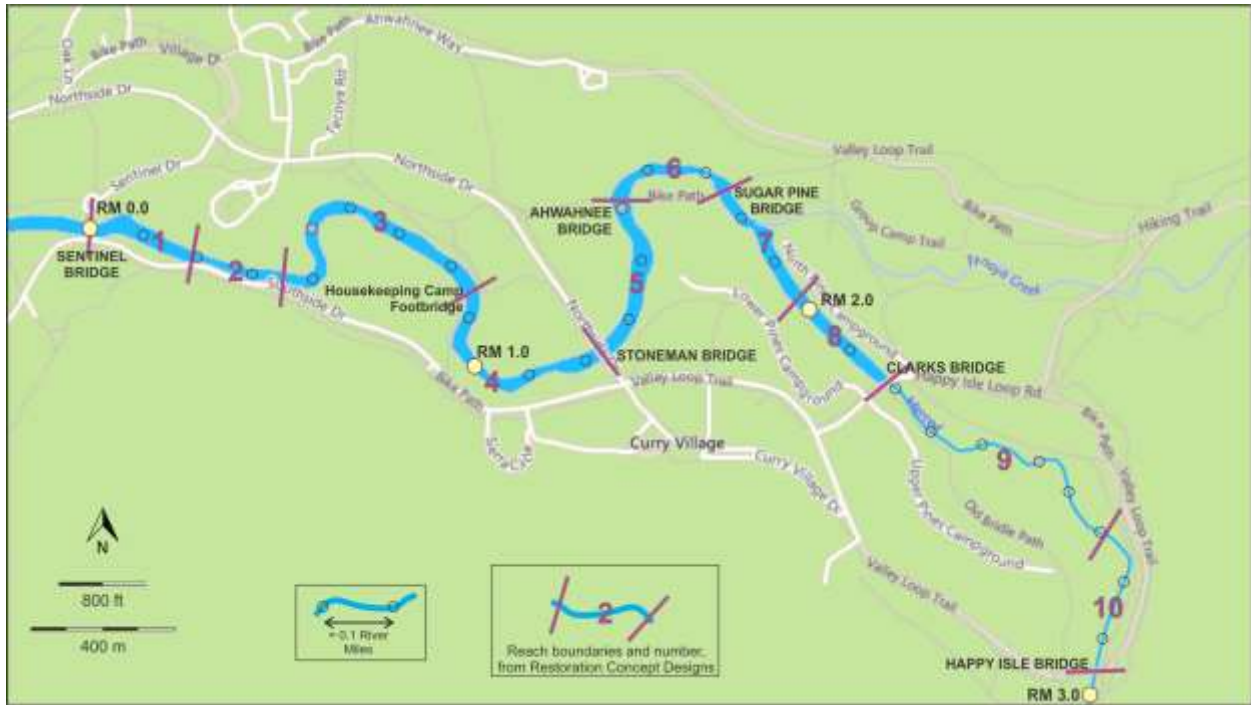 Oak Ln
Bike Path
Village Dr
Bike Path
Ahwahnee Way
Northside Dr
Tecoya Rd
Sentinel Dr
Northside Dr
Valley Loop Trail
RM 0.0
SENTINEL
BRIDGE
1
2
3
Housekeeping Camp
Footbridge
Southside Dr
RM 1.0
4
AHWAHNEE
BRIDGE
6
Bike Path
SUGAR PINE
BRIDGE
5
7
Group Camp Trail
Bike Path
Hiking Trail
Creek
North
Campground
RM 2.0
Lower Pines Campground
8
STONEMAN BRIDGE
Valley Loop Trail
CLARKS BRIDGE
Happy Isle Loop Rd
Merced
Bike Path
Sierra Cycle
Curry Village
Curry Village Dr
Upper Pines Campground
9
Bike Path
Valley Loop Trail
Old Bridle Path
Valley Loop Trail
10
HAPPY ISLE BRIDGE
RM 3.0
N
800 ft
400 m
0.1 River
Miles
2
Reach boundaries and number,
from Restoration Concept Designs